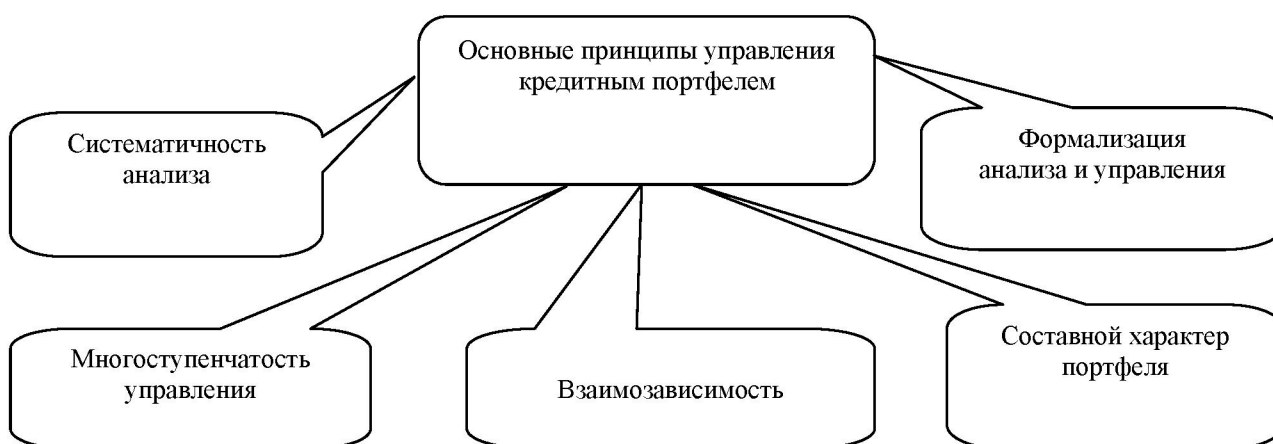 Основные принципы управления
кредитным портфелем
Систематичность
анализа
Формализация
анализа и управления
Многоступенчатость
управления
Взаимозависимость
Составной характер
портфеля